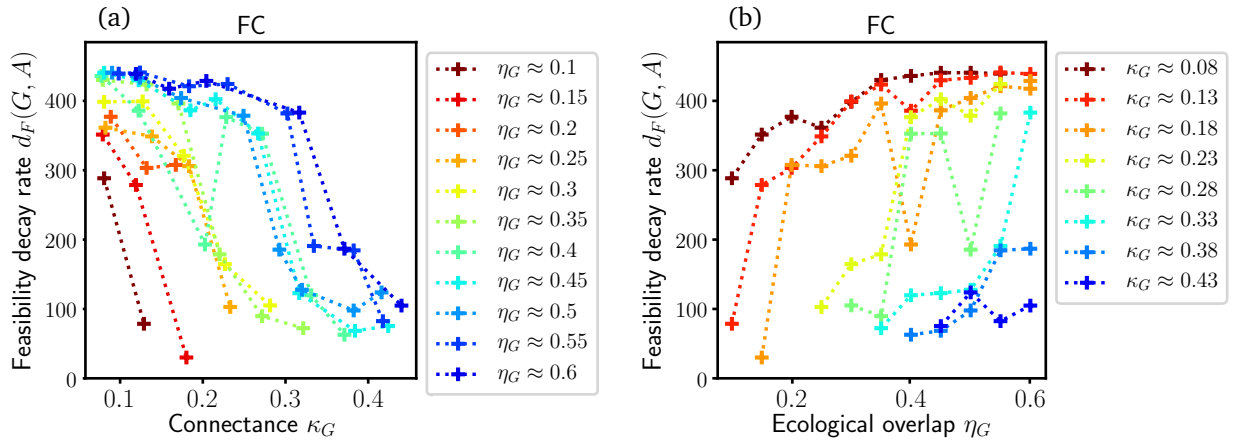 (a)
FC
Feasibility decay rate d_F(G, A)
400
300
200
100
0
0.1 0.2 0.3 0.4
Connectance κ_G
η_G ≈ 0.1
η_G ≈ 0.15
η_G ≈ 0.2
η_G ≈ 0.25
η_G ≈ 0.3
η_G ≈ 0.35
η_G ≈ 0.4
η_G ≈ 0.45
η_G ≈ 0.5
η_G ≈ 0.55
η_G ≈ 0.6
(b)
FC
Feasibility decay rate d_F(G, A)
400
300
200
100
0
0.2 0.4 0.6
Ecological overlap η_G
κ_G ≈ 0.08
κ_G ≈ 0.13
κ_G ≈ 0.18
κ_G ≈ 0.23
κ_G ≈ 0.28
κ_G ≈ 0.33
κ_G ≈ 0.38
κ_G ≈ 0.43